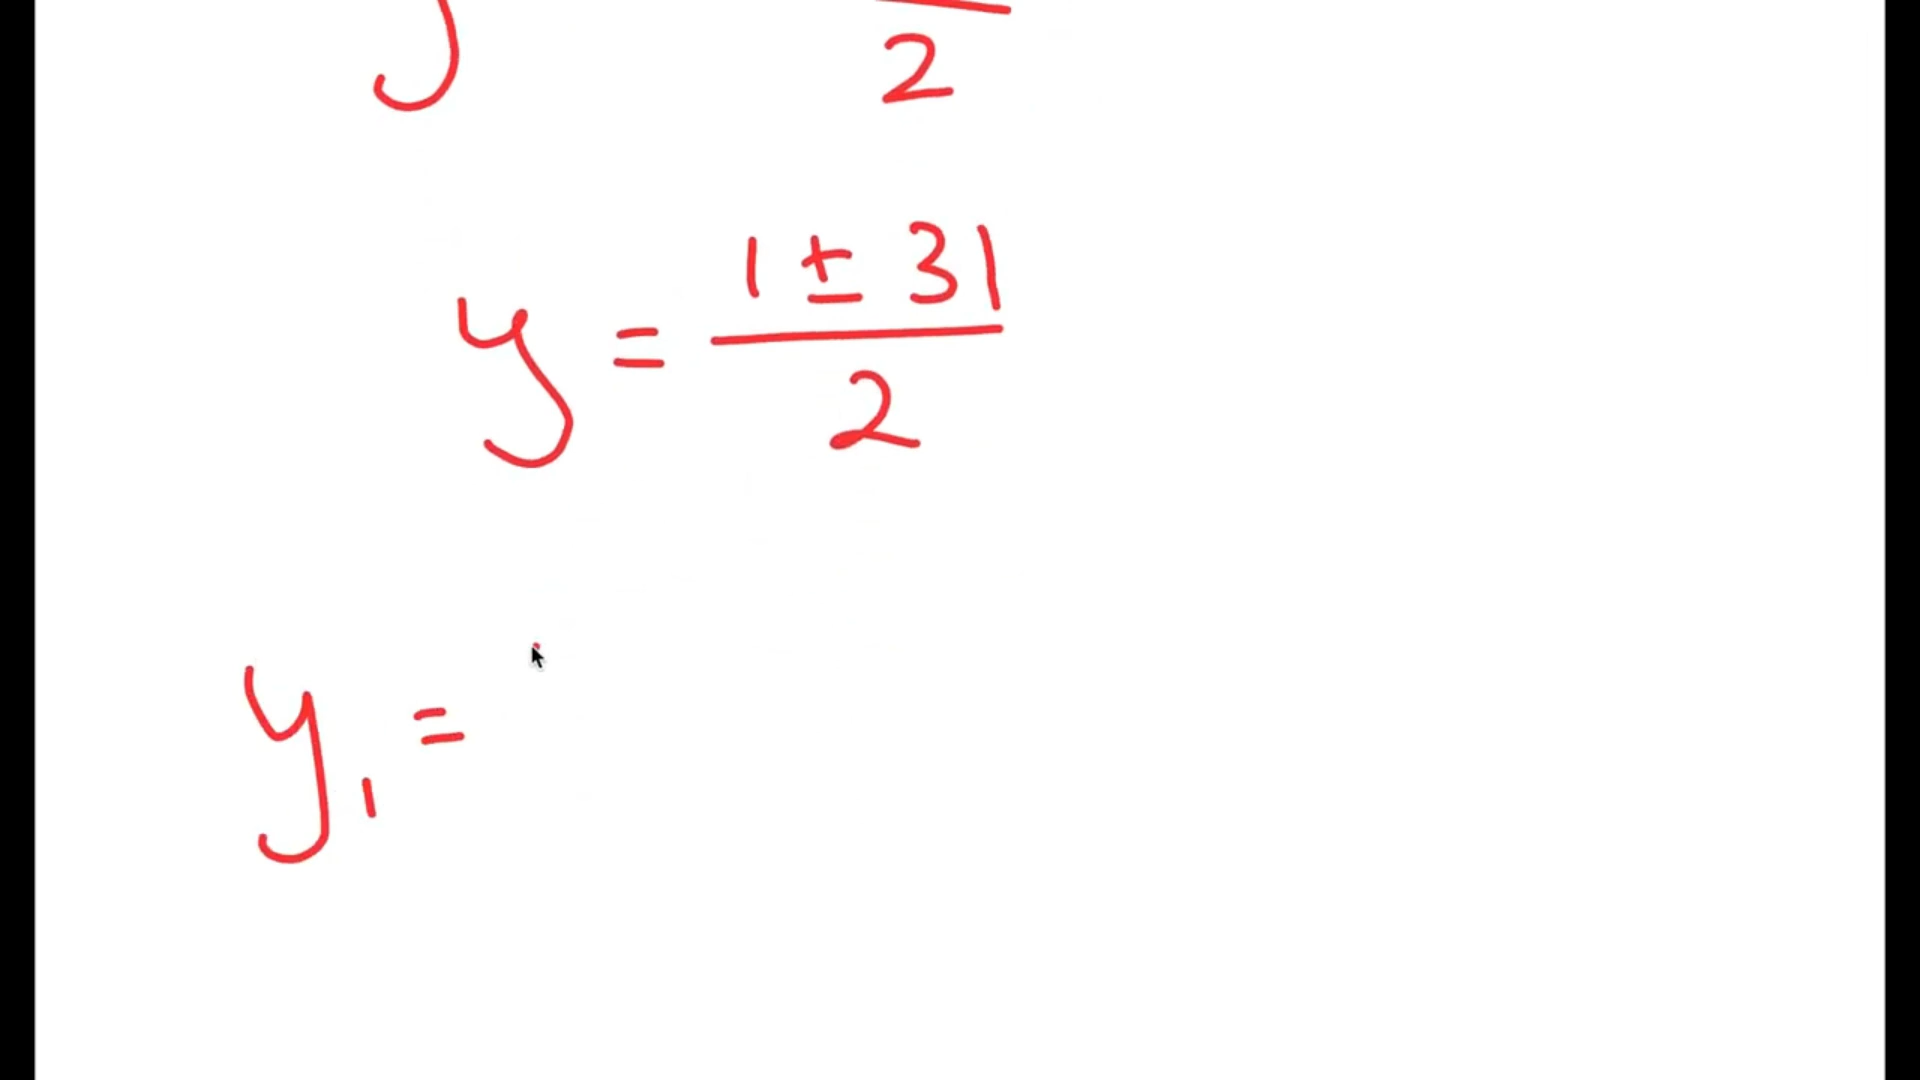 y 2
y = (1 ± 31) / 2
y₁ =